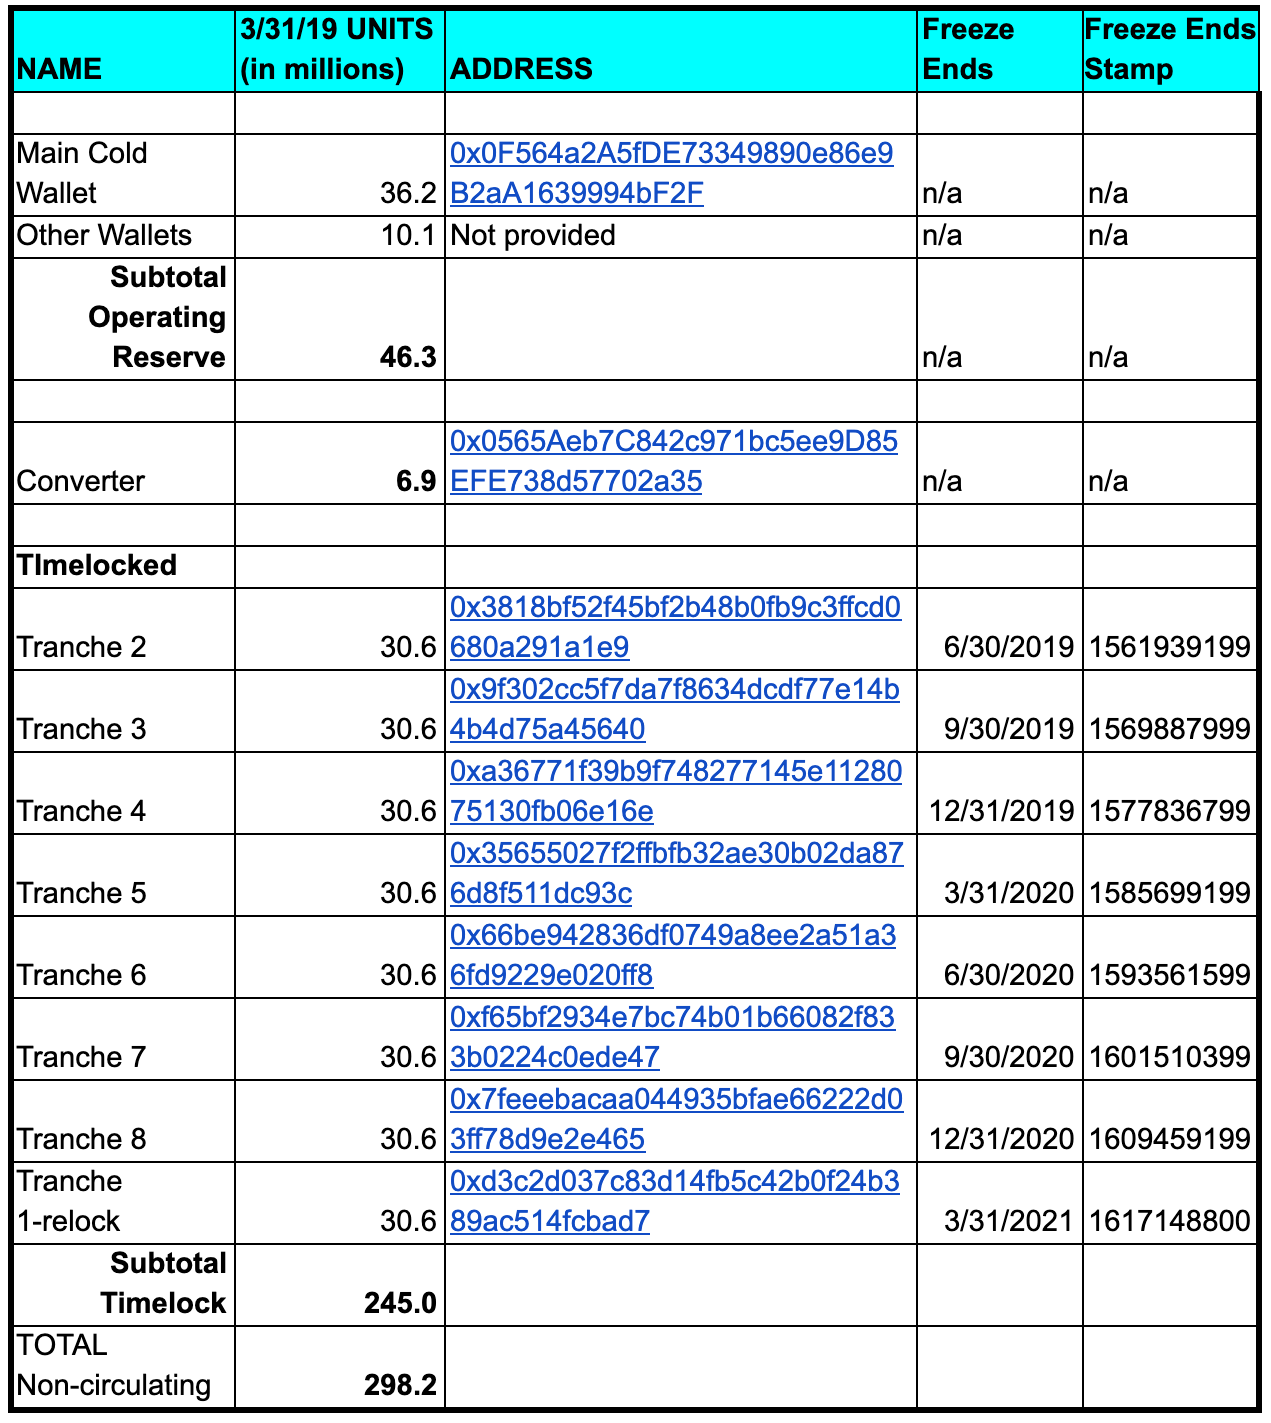 NAME 3/31/19 UNITS (in millions) ADDRESS Freeze Ends Freeze Ends Stamp
Main Cold Wallet 36.2 0x0F564a2A5fDE73349890e86e9B2aA1639994bF2F n/a n/a
Other Wallets 10.1 Not provided n/a n/a
Subtotal Operating Reserve 46.3 n/a n/a
Converter 6.9 0x0565Aeb7C842c971bc5ee9D85EFE738d57702a35 n/a n/a
TImelocked
Tranche 2 30.6 0x3818bf52f45bf2b48b0fb9c3ffcd0680a291a1e9 6/30/2019 1561939199
Tranche 3 30.6 0x9f302cc5f7da7f8634dcdf77e14b4b4d75a45640 9/30/2019 1569887999
Tranche 4 30.6 0xa36771f39b9f748277145e1128075130fb06e16e 12/31/2019 1577836799
Tranche 5 30.6 0x35655027f2ffbfb32ae30b02da876d8f511dc93c 3/31/2020 1585699199
Tranche 6 30.6 0x66be942836df0749a8ee2a51a36fd9229e020ff8 6/30/2020 1593561599
Tranche 7 30.6 0xf65bf2934e7bc74b01b66082f833b0224c0ede47 9/30/2020 1601510399
Tranche 8 30.6 0x7feeebacaa044935bfae66222d03ff78d9e2e465 12/31/2020 1609459199
Tranche 1-relock 30.6 0xd3c2d037c83d14fb5c42b0f24b389ac514fcbad7 3/31/2021 1617148800
Subtotal Timelock 245.0
TOTAL Non-circulating 298.2